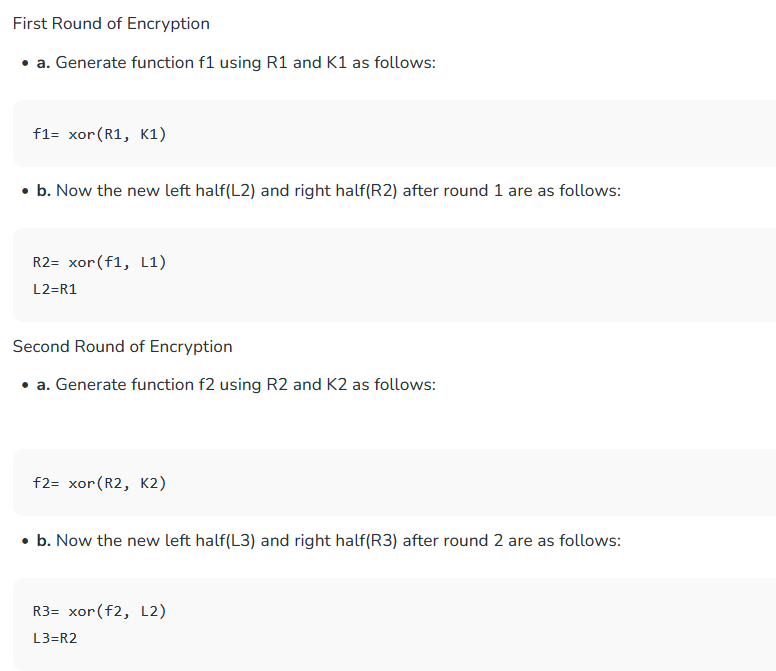 First Round of Encryption
• a. Generate function f1 using R1 and K1 as follows:
f1= xor(R1, K1)
• b. Now the new left half(L2) and right half(R2) after round 1 are as follows:
R2= xor(f1, L1)
L2=R1
Second Round of Encryption
• a. Generate function f2 using R2 and K2 as follows:
f2= xor(R2, K2)
• b. Now the new left half(L3) and right half(R3) after round 2 are as follows:
R3= xor(f2, L2)
L3=R2